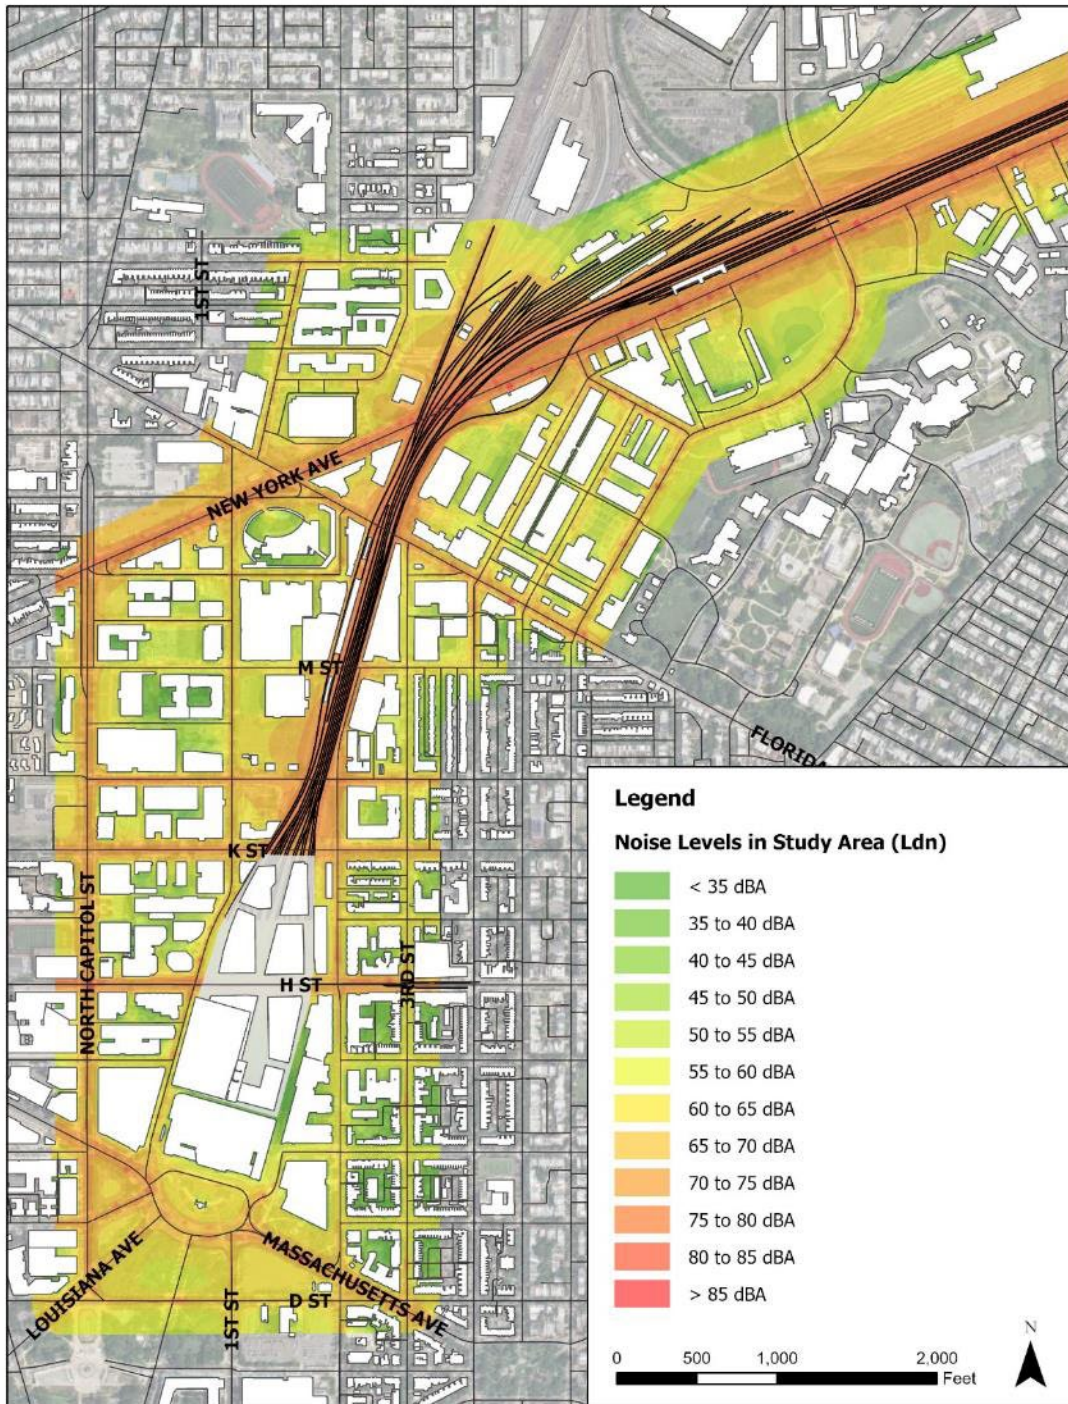 1ST ST
NEW YORK AVE
M ST
FLORIDA
K ST
NORTH CAPITOL ST
3RD ST
H ST
LOUISIANA AVE
1ST ST
D ST
MASSACHUSETTS AVE
Legend
Noise Levels in Study Area (Ldn)
< 35 dBA
35 to 40 dBA
40 to 45 dBA
45 to 50 dBA
50 to 55 dBA
55 to 60 dBA
60 to 65 dBA
65 to 70 dBA
70 to 75 dBA
75 to 80 dBA
80 to 85 dBA
> 85 dBA
N
0 500 1,000 2,000
Feet